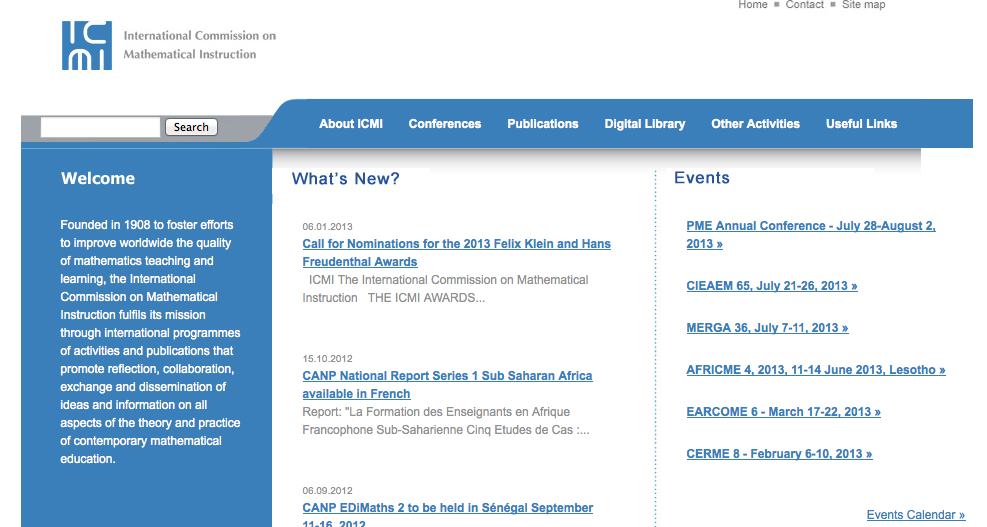 Home Contact Site map
ICMI
International Commission on
Mathematical Instruction
Search
About ICMI Conferences Publications Digital Library Other Activities Useful Links
Welcome
Founded in 1908 to foster efforts
to improve worldwide the quality
of mathematics teaching and
learning, the International
Commission on Mathematical
Instruction fulfils its mission
through international programmes
of activities and publications that
promote reflection, collaboration,
exchange and dissemination of
ideas and information on all
aspects of the theory and practice
of contemporary mathematical
education.
What's New?
06.01.2013
Call for Nominations for the 2013 Felix Klein and Hans
Freudenthal Awards
ICMI The International Commission on Mathematical
Instruction THE ICMI AWARDS...
15.10.2012
CANP National Report Series 1 Sub Saharan Africa
available in French
Report: "La Formation des Enseignants en Afrique
Francophone Sub-Saharienne Cinq Etudes de Cas :...
06.09.2012
CANP EDiMaths 2 to be held in Sénégal September
11-16, 2012
Events
PME Annual Conference - July 28-August 2,
2013 »
CIEAEM 65, July 21-26, 2013 »
MERGA 36, July 7-11, 2013 »
AFRICME 4, 2013, 11-14 June 2013, Lesotho »
EARCOME 6 - March 17-22, 2013 »
CERME 8 - February 6-10, 2013 »
Events Calendar »